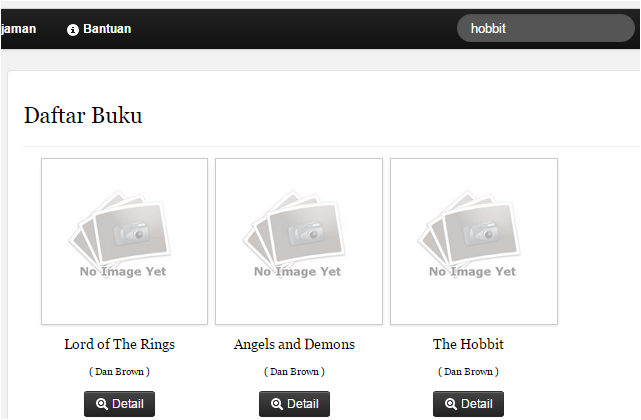 jaman Bantuan hobbit
Daftar Buku
No Image Yet No Image Yet No Image Yet
Lord of The Rings Angels and Demons The Hobbit
( Dan Brown ) ( Dan Brown ) ( Dan Brown )
Detail Detail Detail